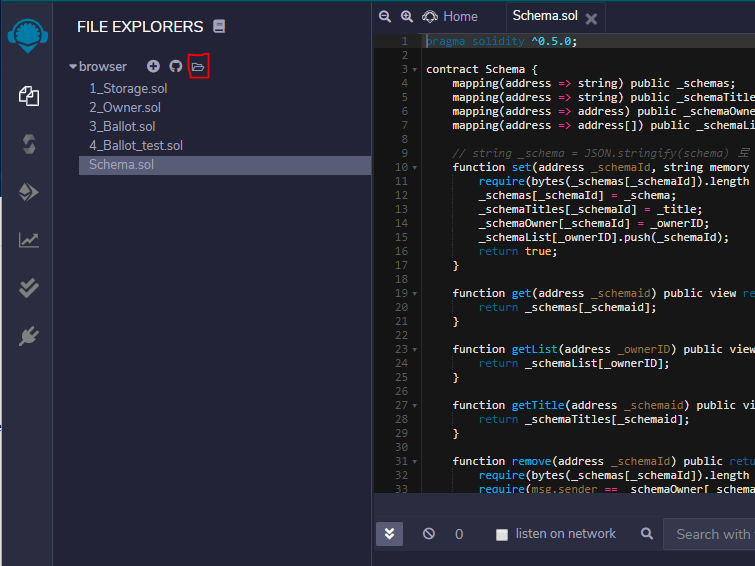 FILE EXPLORERS
browser
1_Storage.sol
2_Owner.sol
3_Ballot.sol
4_Ballot_test.sol
Schema.sol
Home
Schema.sol
1 pragma solidity ^0.5.0;
2
3 contract Schema {
4 mapping(address => string) public _schemas;
5 mapping(address => string) public _schemaTitle
6 mapping(address => address) public _schemaOwne
7 mapping(address => address[]) public _schemaLi
8
9 // string _schema = JSON.stringify(schema) 로
10 function set(address _schemaId, string memory
11 require(bytes(_schemas[_schemaId]).length
12 _schemas[_schemaId] = _schema;
13 _schemaTitles[_schemaId] = _title;
14 _schemaOwner[_schemaId] = _ownerID;
15 _schemaList[_ownerID].push(_schemaId);
16 return true;
17 }
18
19 function get(address _schemaid) public view re
20 return _schemas[_schemaid];
21 }
22
23 function getList(address _ownerID) public view
24 return _schemaList[_ownerID];
25 }
26
27 function getTitle(address _schemaid) public vi
28 return _schemaTitles[_schemaid];
29 }
30
31 function remove(address _schemaId) public retu
32 require(bytes(_schemas[_schemaId]).length
33 require(msg.sender == _schemaOwner[_schema
0
listen on network
Search with